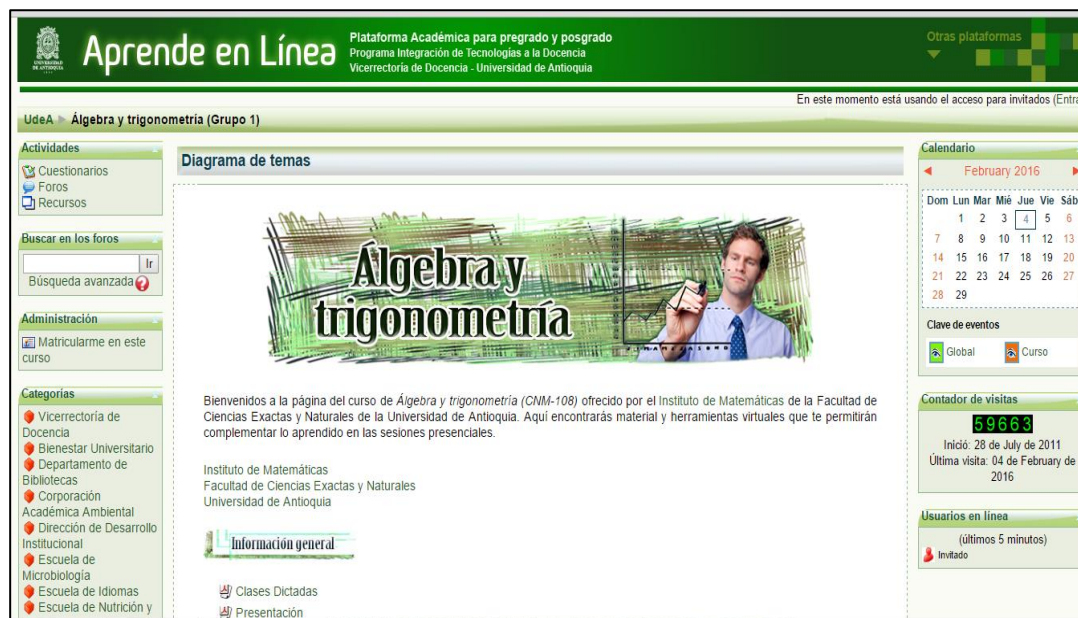 UNIVERSIDAD
DE ANTIOQUIA
Aprende en Línea
Plataforma Académica para pregrado y posgrado
Programa Integración de Tecnologías a la Docencia
Vicerrectoría de Docencia - Universidad de Antioquia
Otras plataformas
En este momento está usando el acceso para invitados (Entra
UdeA Álgebra y trigonometría (Grupo 1)
Actividades
Cuestionarios
Foros
Recursos
Buscar en los foros
Ir
Búsqueda avanzada
Administración
Matricularme en este
curso
Categorías
Vicerrectoría de
Docencia
Bienestar Universitario
Departamento de
Bibliotecas
Corporación
Académica Ambiental
Dirección de Desarrollo
Institucional
Escuela de
Microbiología
Escuela de Idiomas
Escuela de Nutrición y
Diagrama de temas
Álgebra y
trigonometría
Bienvenidos a la página del curso de Álgebra y trigonometría (CNM-108) ofrecido por el Instituto de Matemáticas de la Facultad de
Ciencias Exactas y Naturales de la Universidad de Antioquia. Aquí encontrarás material y herramientas virtuales que te permitirán
complementar lo aprendido en las sesiones presenciales.
Instituto de Matemáticas
Facultad de Ciencias Exactas y Naturales
Universidad de Antioquia
Información general
Clases Dictadas
Presentación
Calendario
February 2016
Dom Lun Mar Mié Jue Vie Sáb
1 2 3 4 5 6
7 8 9 10 11 12 13
14 15 16 17 18 19 20
21 22 23 24 25 26 27
28 29
Clave de eventos
Global Curso
Contador de visitas
59663
Inició: 28 de July de 2011
Última visita: 04 de February de
2016
Usuarios en línea
(últimos 5 minutos)
Invitado